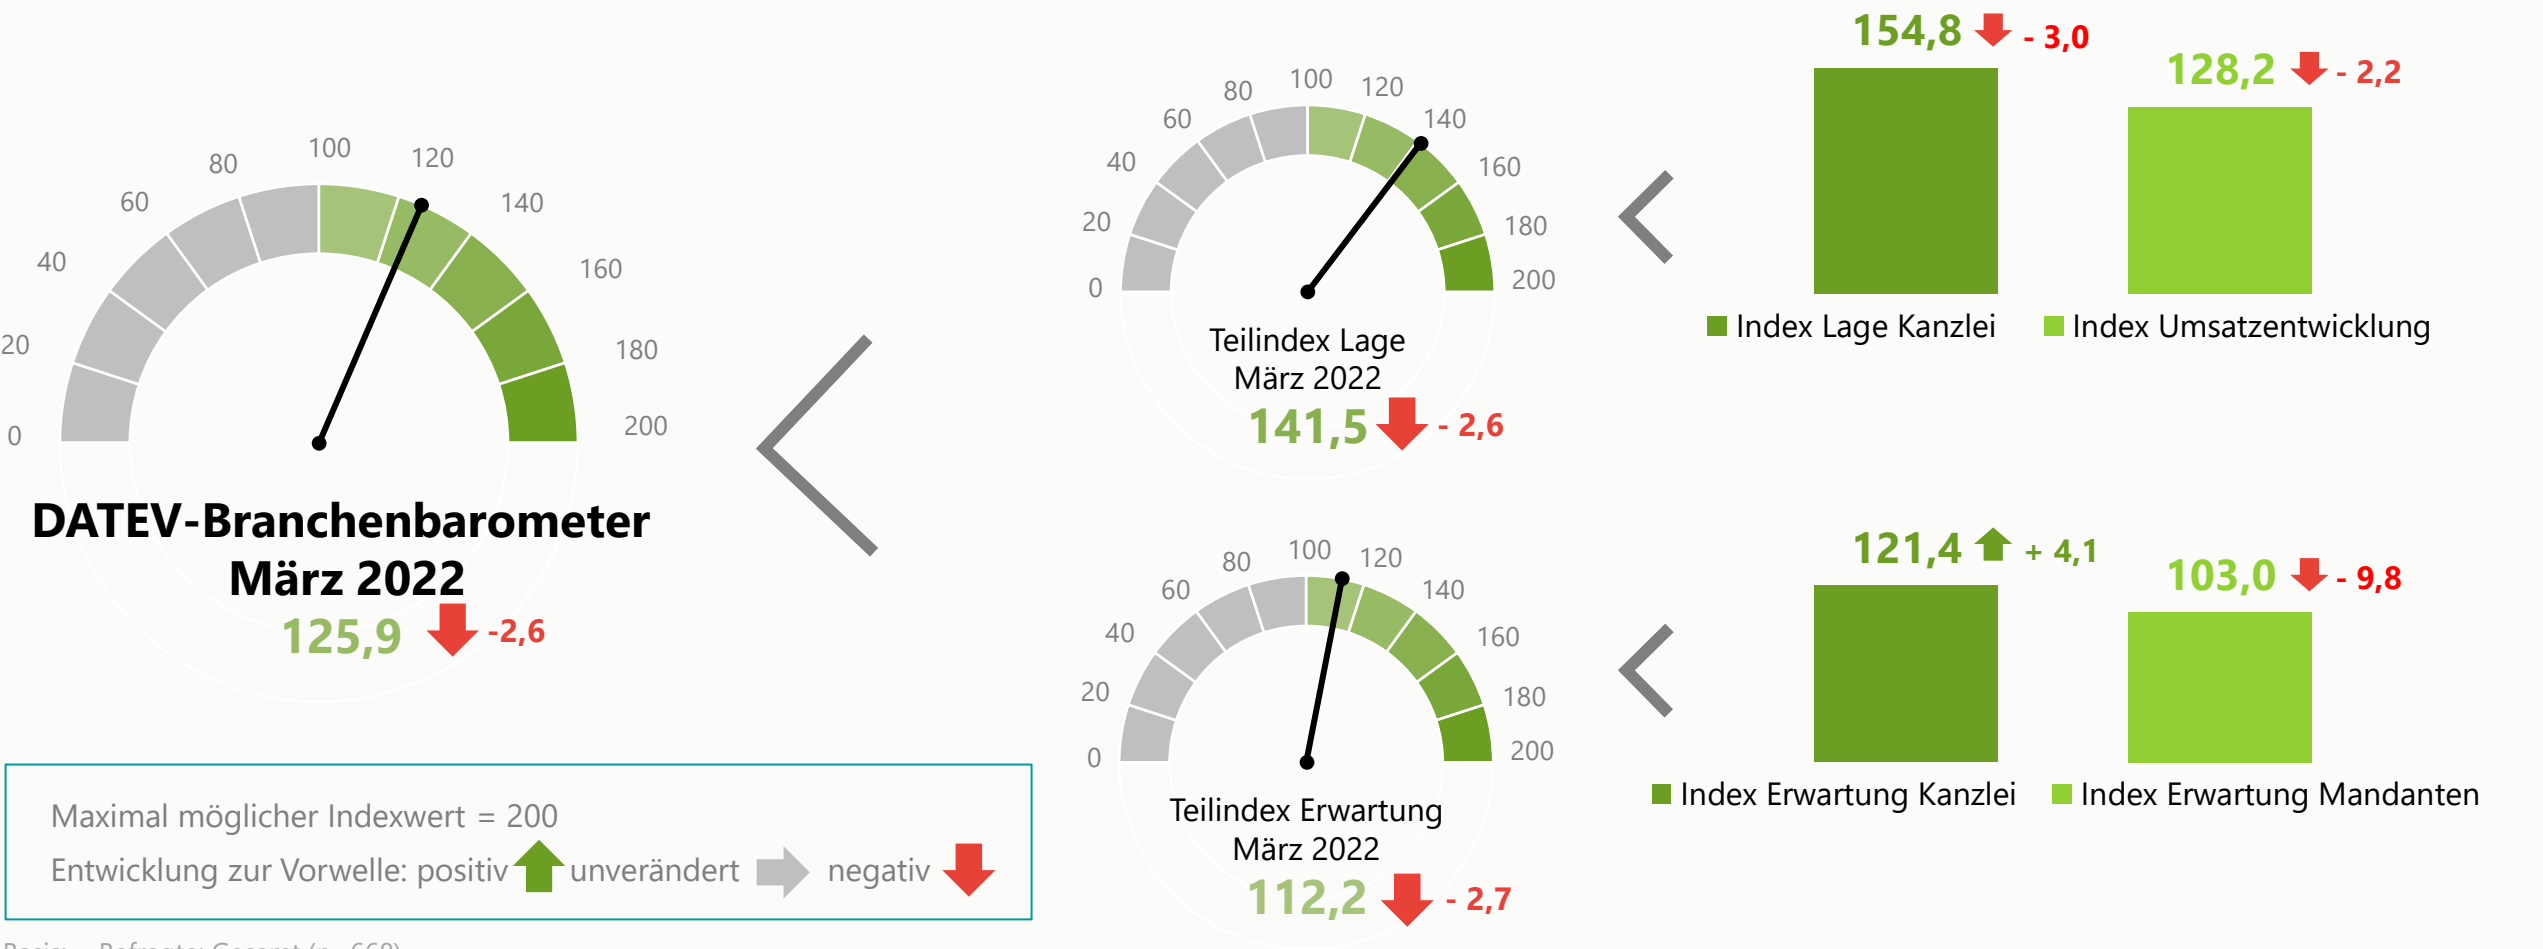 0
20
40
60
80
100
120
140
160
180
200
DATEV-Branchenbarometer
März 2022
125,9 -2,6
0
20
40
60
80
100
120
140
160
180
200
Teilindex Lage
März 2022
141,5 - 2,6
154,8 - 3,0
128,2 - 2,2
Index Lage Kanzlei
Index Umsatzentwicklung
0
20
40
60
80
100
120
140
160
180
200
Teilindex Erwartung
März 2022
112,2 - 2,7
121,4 + 4,1
103,0 - 9,8
Index Erwartung Kanzlei
Index Erwartung Mandanten
Maximal möglicher Indexwert = 200
Entwicklung zur Vorwelle: positiv unverändert negativ